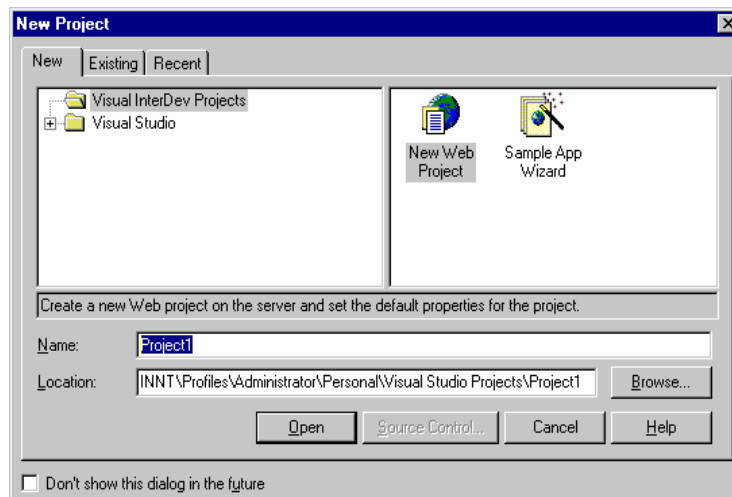 New Project
New Existing Recent
Visual InterDev Projects
Visual Studio
New Web
Project
Sample App
Wizard
Create a new Web project on the server and set the default properties for the project.
Name: Project1
Location: INNT\Profiles\Administrator\Personal\Visual Studio Projects\Project1 Browse...
Open Source Control... Cancel Help
Don't show this dialog in the future